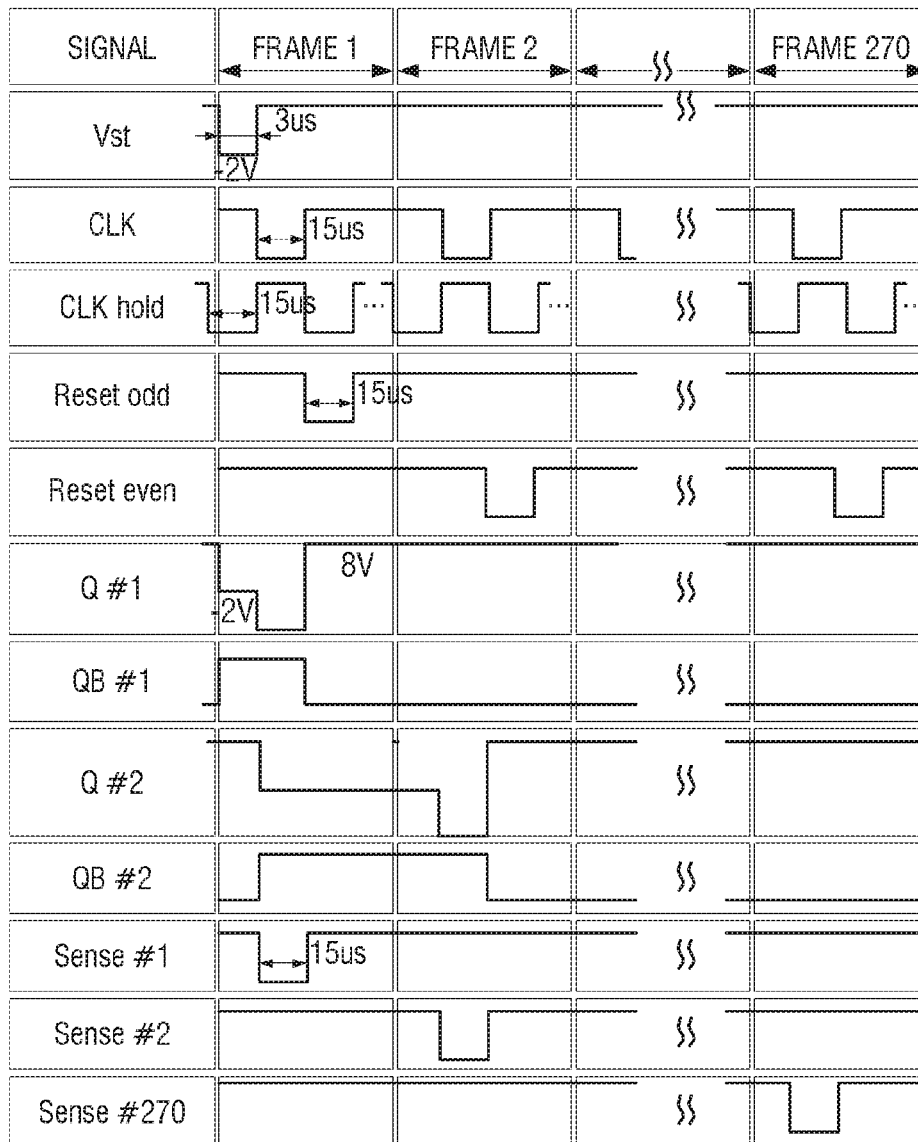 SIGNAL FRAME 1 FRAME 2 FRAME 270
Vst 3us
-2V
CLK 15us
CLK hold 15us ... ... ...
Reset odd 15us
Reset even
Q #1 8V
-2V
QB #1
Q #2
QB #2
Sense #1 15us
Sense #2
Sense #270